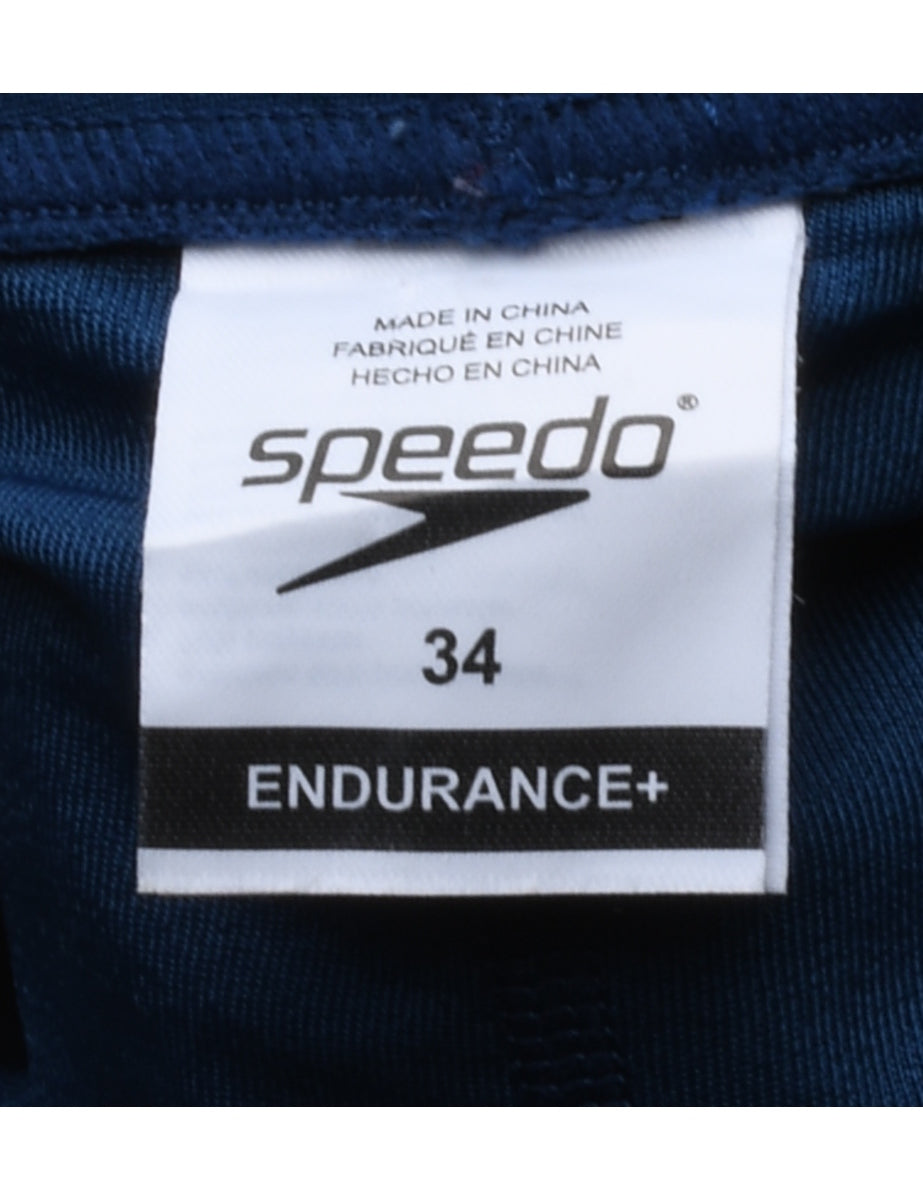 MADE IN CHINA
FABRIQUÉ EN CHINE
HECHO EN CHINA
speedo®
34
ENDURANCE+